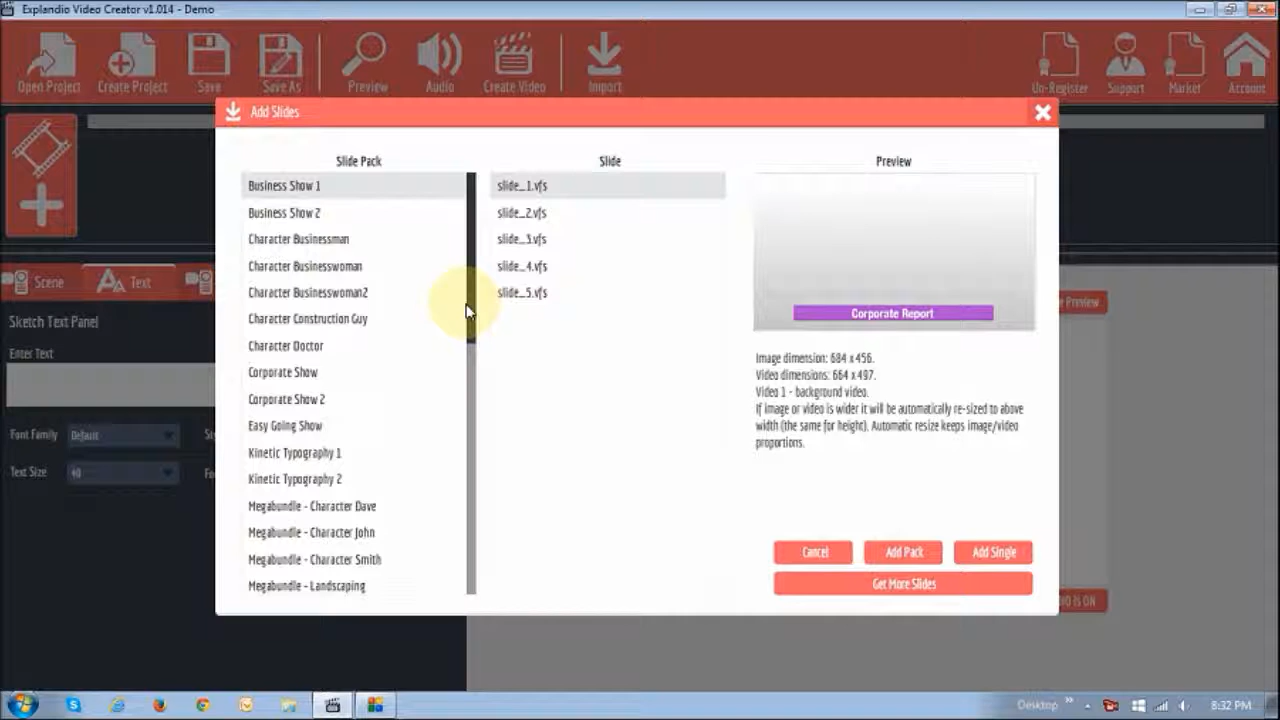 Explandio Video Creator v1.014 - Demo
Open Project
Create Project
Save
Save As
Preview
Audio
Create Video
Import
Un-Register
Support
Market
Account
Add Slides
Slide Pack
Slide
Preview
Business Show 1
Business Show 2
Character Businessman
Character Businesswoman
Character Businesswoman2
Character Construction Guy
Character Doctor
Corporate Show
Corporate Show 2
Easy Going Show
Kinetic Typography 1
Kinetic Typography 2
Megabundle - Character Dave
Megabundle - Character John
Megabundle - Character Smith
Megabundle - Landscaping
slide_1.vfs
slide_2.vfs
slide_3.vfs
slide_4.vfs
slide_5.vfs
Corporate Report
Image dimension: 684 x 456.
Video dimensions: 664 x 497.
Video 1 - background video.
If image or video is wider it will be automatically re-sized to above
width (the same for height). Automatic resize keeps image/video
proportions.
Cancel
Add Pack
Add Single
Get More Slides
Scene
Text
Sketch Text Panel
Enter Text
Font Family
Default
Text Size
40
Preview
IS ON
Desktop
8:32 PM